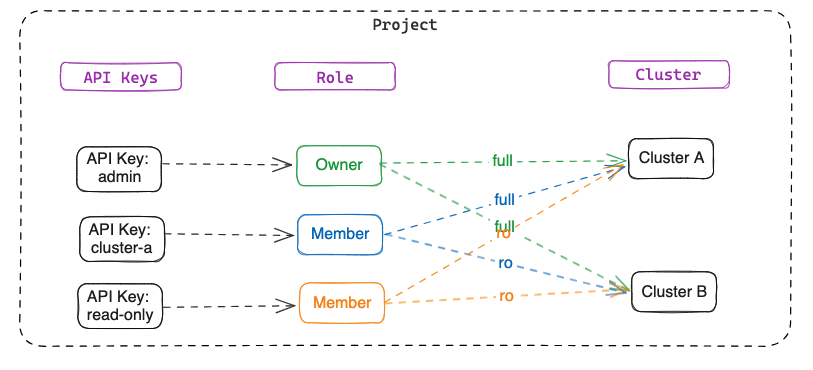 Project
API Keys
Role
Cluster
API Key:
admin
Owner
full
Cluster A
full
API Key:
cluster-a
Member
full
ro
ro
API Key:
read-only
Member
ro
Cluster B